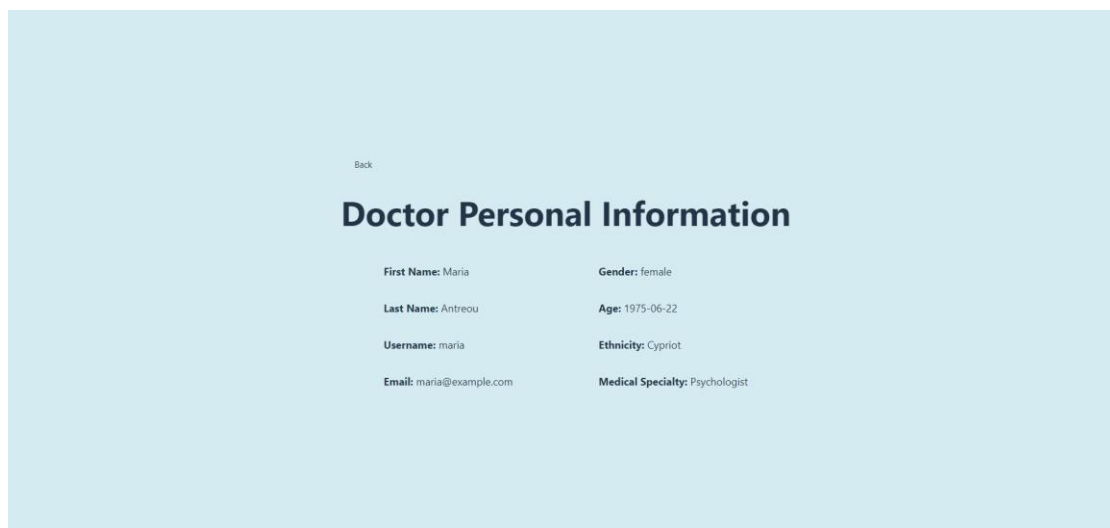 Back
Doctor Personal Information
First Name: Maria
Gender: female
Last Name: Antreou
Age: 1975-06-22
Username: maria
Ethnicity: Cypriot
Email: maria@example.com
Medical Specialty: Psychologist